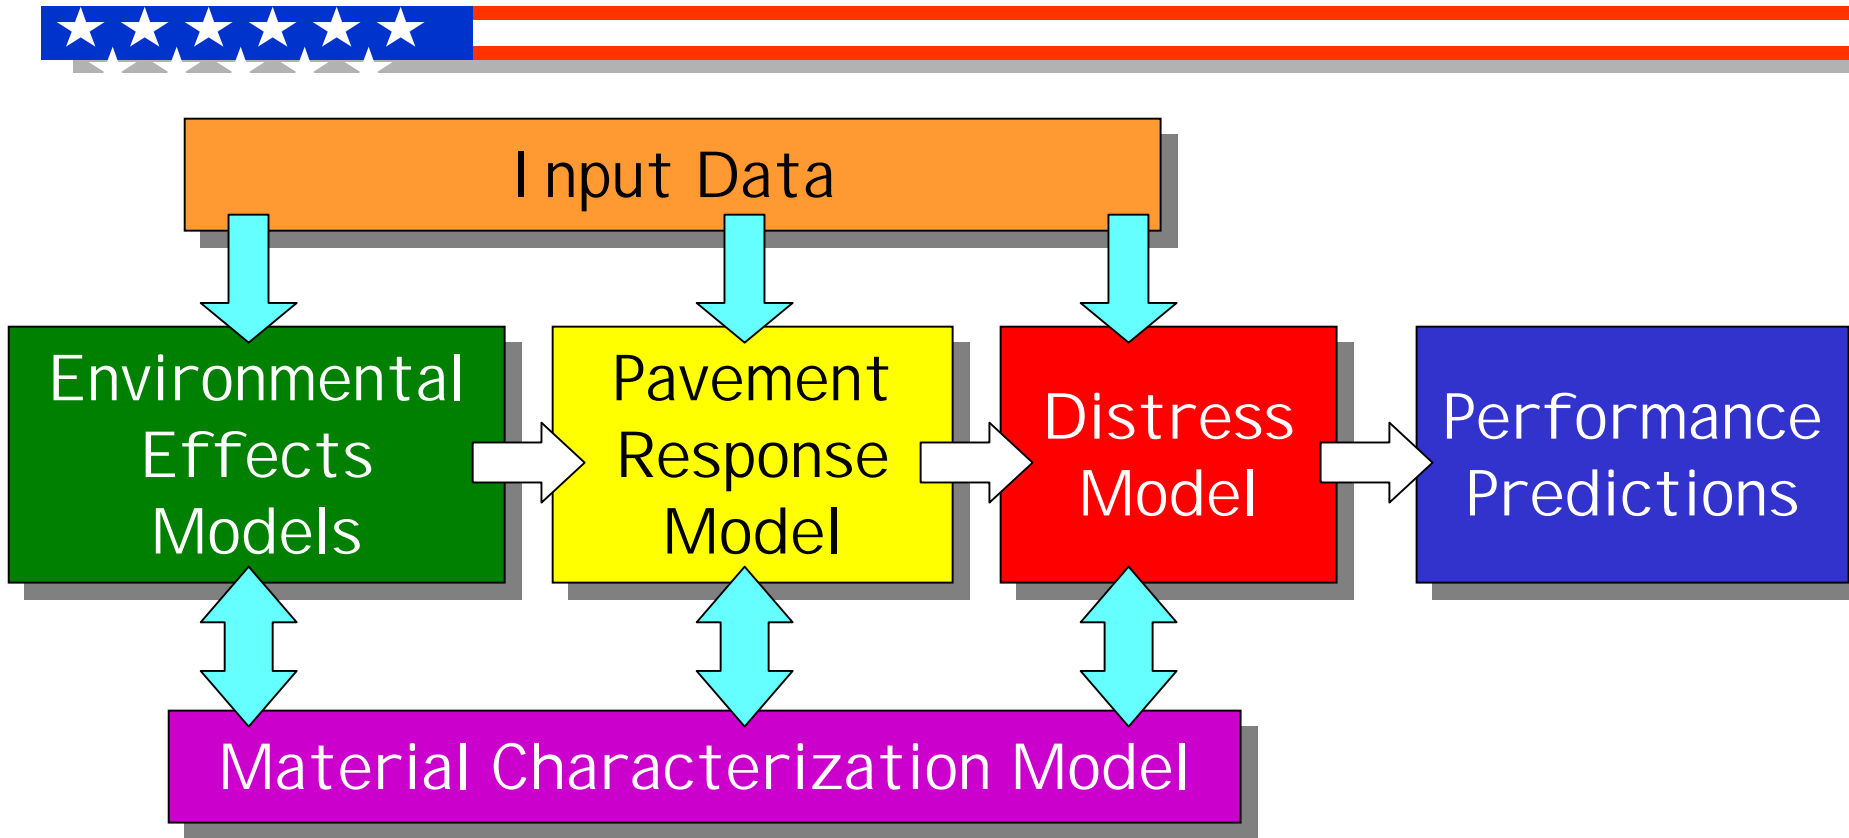 Input Data
Environmental
Effects
Models
Pavement
Response
Model
Distress
Model
Performance
Predictions
Material Characterization Model